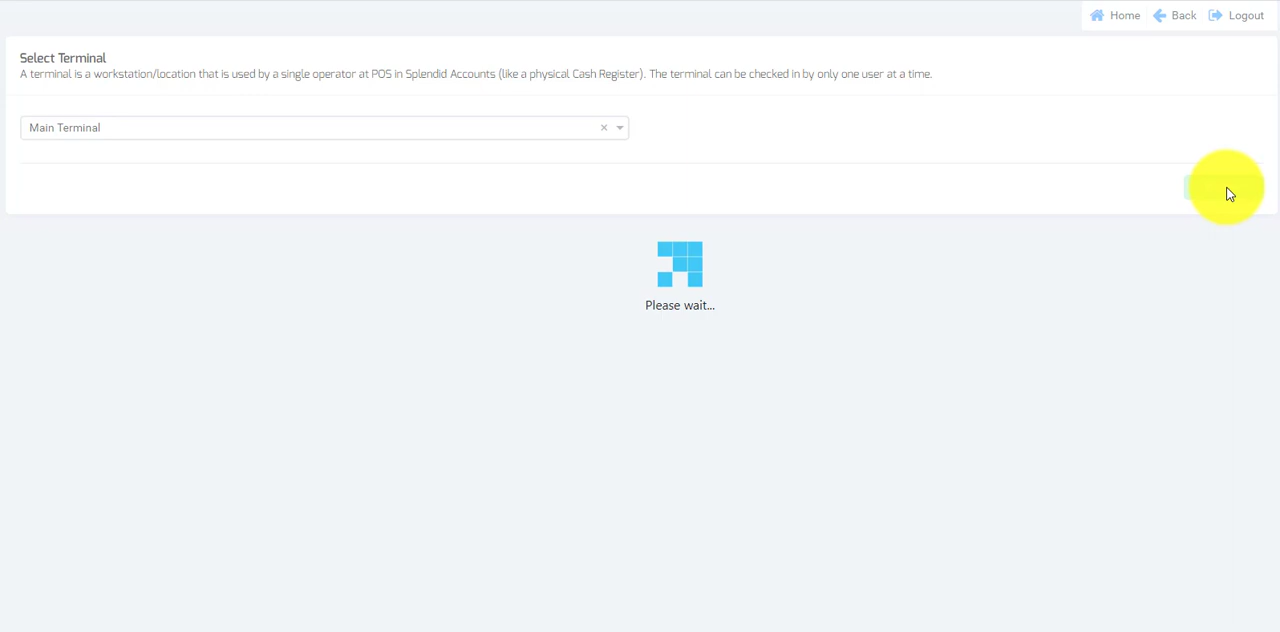 Home Back Logout
Select Terminal
A terminal is a workstation/location that is used by a single operator at POS in Splendid Accounts (like a physical Cash Register). The terminal can be checked in by only one user at a time.
Main Terminal
Please wait...